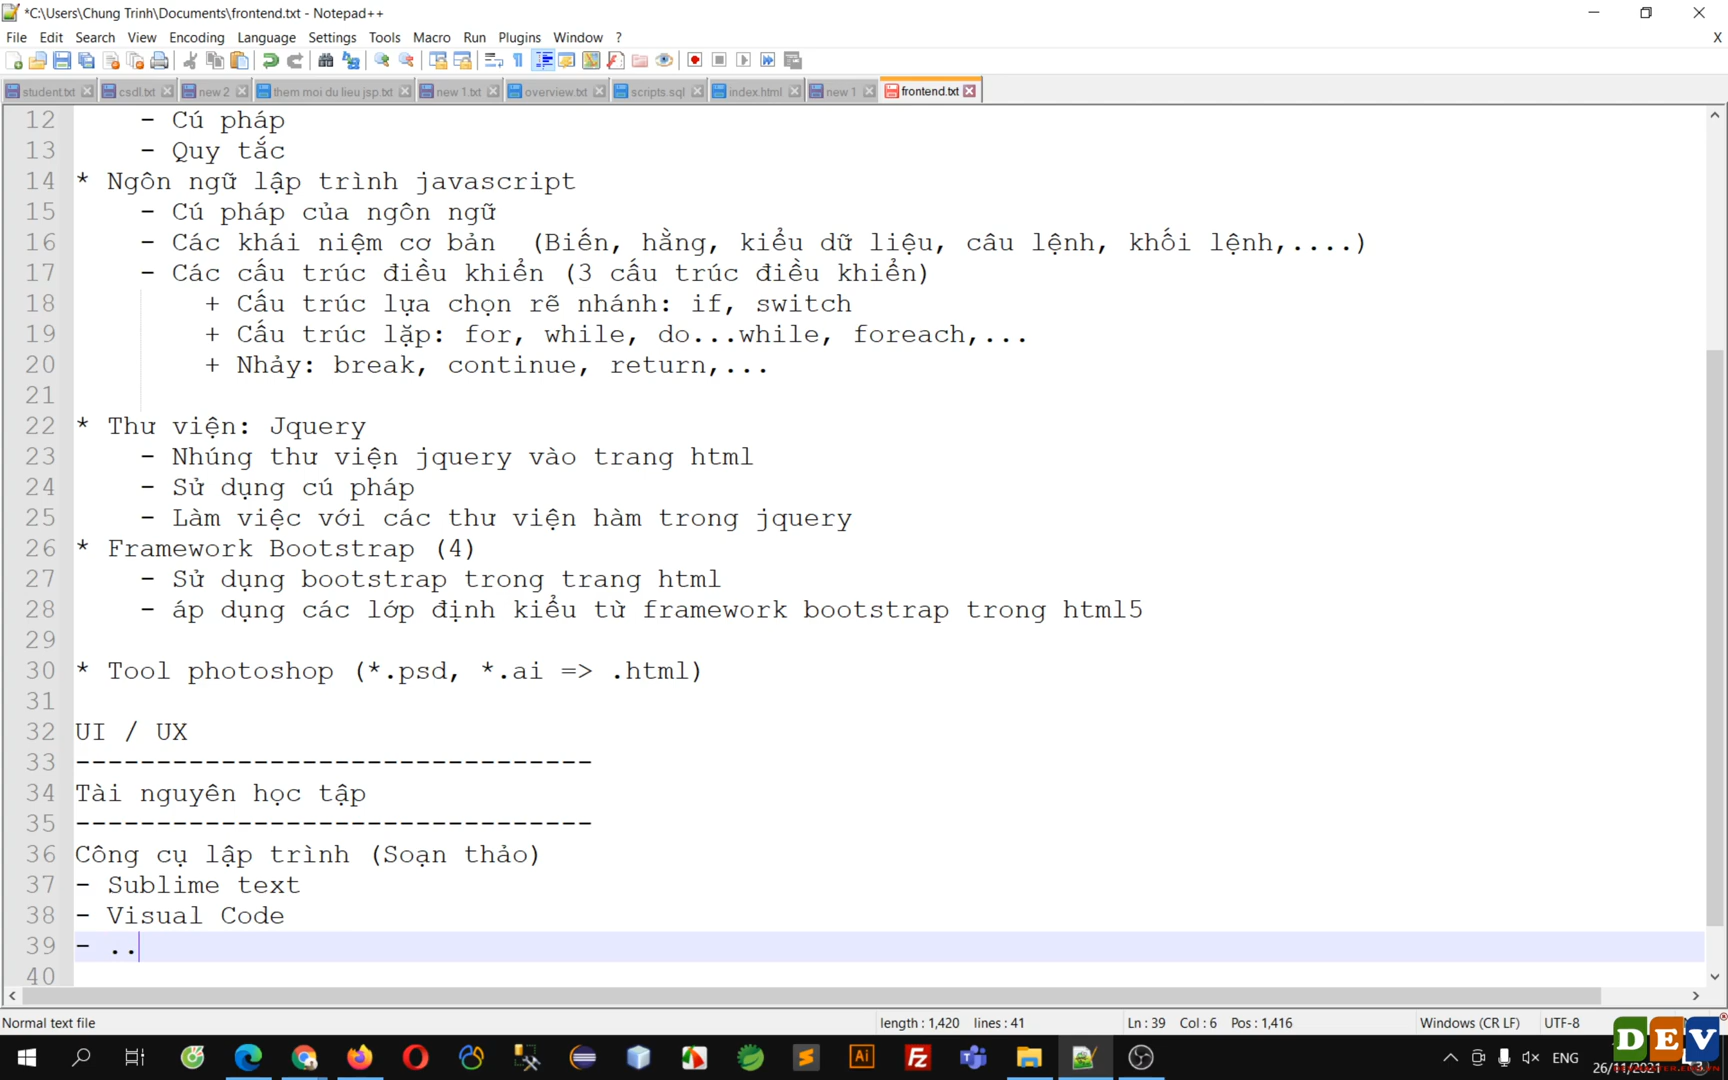 *C:\Users\Chung Trinh\Documents\frontend.txt - Notepad++
File Edit Search View Encoding Language Settings Tools Macro Run Plugins Window ? X
student.txt csdl.txt new 2 them moi du lieu jsp.txt new 1.txt overview.txt scripts.sql index.html new 1 frontend.txt
12 - Cú pháp
13 - Quy tắc
14 * Ngôn ngữ lập trình javascript
15 - Cú pháp của ngôn ngữ
16 - Các khái niệm cơ bản (Biến, hằng, kiểu dữ liệu, câu lệnh, khối lệnh,....)
17 - Các cấu trúc điều khiển (3 cấu trúc điều khiển)
18 + Cấu trúc lựa chọn rẽ nhánh: if, switch
19 + Cấu trúc lặp: for, while, do...while, foreach,...
20 + Nhảy: break, continue, return,...
21
22 * Thư viện: Jquery
23 - Nhúng thư viện jquery vào trang html
24 - Sử dụng cú pháp
25 - Làm việc với các thư viện hàm trong jquery
26 * Framework Bootstrap (4)
27 - Sử dụng bootstrap trong trang html
28 - áp dụng các lớp định kiểu từ framework bootstrap trong html5
29
30 * Tool photoshop (*.psd, *.ai => .html)
31
32 UI / UX
33 --------------------------------
34 Tài nguyên học tập
35 --------------------------------
36 Công cụ lập trình (Soạn thảo)
37 - Sublime text
38 - Visual Code
39 - ..
40
Normal text file length : 1,420 lines : 41 Ln : 39 Col : 6 Pos : 1,416 Windows (CR LF) UTF-8
DEV
Ai Fz ENG
26/11/2021